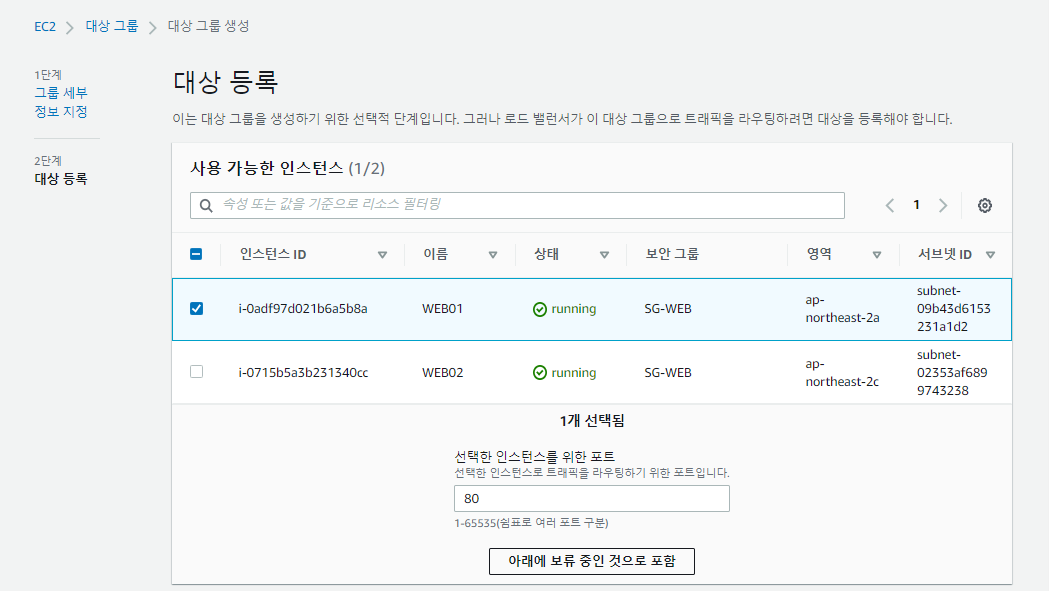 EC2 > 대상 그룹 > 대상 그룹 생성
1단계
그룹 세부
정보 지정
2단계
대상 등록
대상 등록
이는 대상 그룹을 생성하기 위한 선택적 단계입니다. 그러나 로드 밸런서가 이 대상 그룹으로 트래픽을 라우팅하려면 대상을 등록해야 합니다.
사용 가능한 인스턴스 (1/2)
속성 또는 값을 기준으로 리소스 필터링
1
인스턴스 ID 이름 상태 보안 그룹 영역 서브넷 ID
i-0adf97d021b6a5b8a WEB01 running SG-WEB ap-
northeast-2a subnet-
09b43d6153
231a1d2
i-0715b5a3b231340cc WEB02 running SG-WEB ap-
northeast-2c subnet-
02353af689
9743238
1개 선택됨
선택한 인스턴스를 위한 포트
선택한 인스턴스로 트래픽을 라우팅하기 위한 포트입니다.
80
1-65535(쉼표로 여러 포트 구분)
아래에 보류 중인 것으로 포함